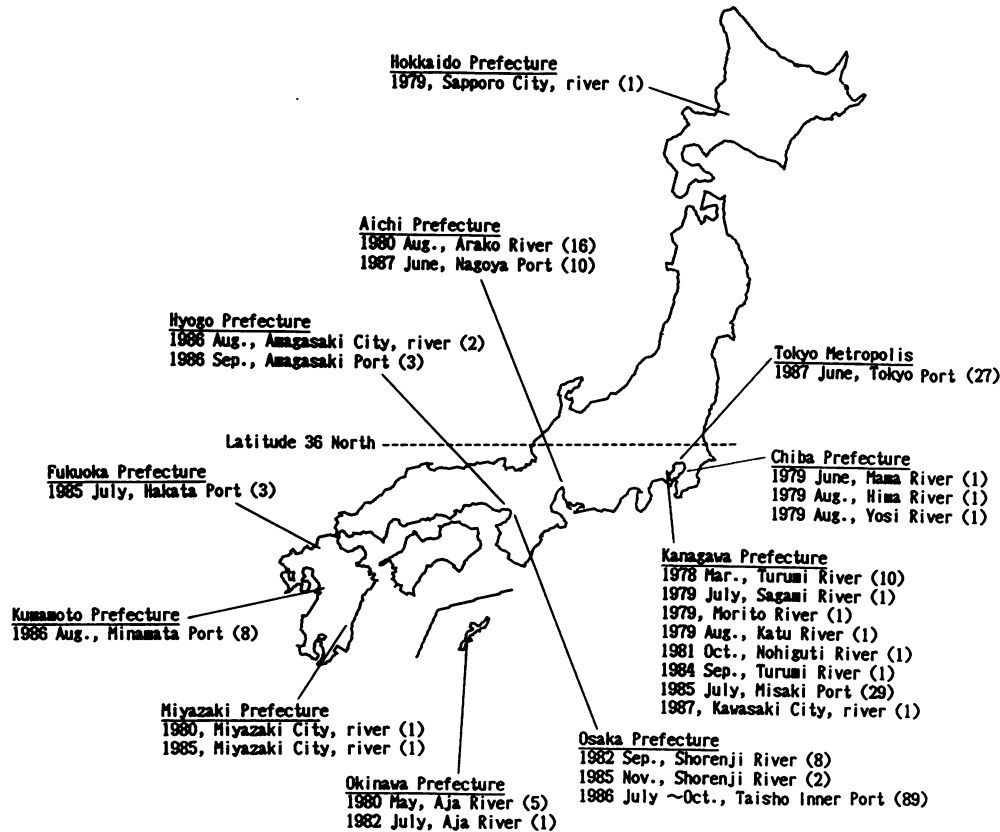 Hokkaido Prefecture
1979, Sapporo City, river (1)
Aichi Prefecture
1980 Aug., Arako River (16)
1987 June, Nagoya Port (10)
Hyogo Prefecture
1986 Aug., Amagasaki City, river (2)
1986 Sep., Amagasaki Port (3)
Tokyo Metropolis
1987 June, Tokyo Port (27)
Latitude 36 North
Chiba Prefecture
1979 June, Mama River (1)
1979 Aug., Hima River (1)
1979 Aug., Yosi River (1)
Fukuoka Prefecture
1985 July, Hakata Port (3)
Kanagawa Prefecture
1978 Mar., Turumi River (10)
1979 July, Sagami River (1)
1979, Morito River (1)
1979 Aug., Katu River (1)
1981 Oct., Nohiguti River (1)
1984 Sep., Turumi River (1)
1985 July, Misaki Port (29)
1987, Kawasaki City, river (1)
Kumamoto Prefecture
1986 Aug., Minamata Port (8)
Miyazaki Prefecture
1980, Miyazaki City, river (1)
1985, Miyazaki City, river (1)
Osaka Prefecture
1982 Sep., Shorenji River (8)
1985 Nov., Shorenji River (2)
1986 July ~Oct., Taisho Inner Port (89)
Okinawa Prefecture
1980 May, Aja River (5)
1982 July, Aja River (1)